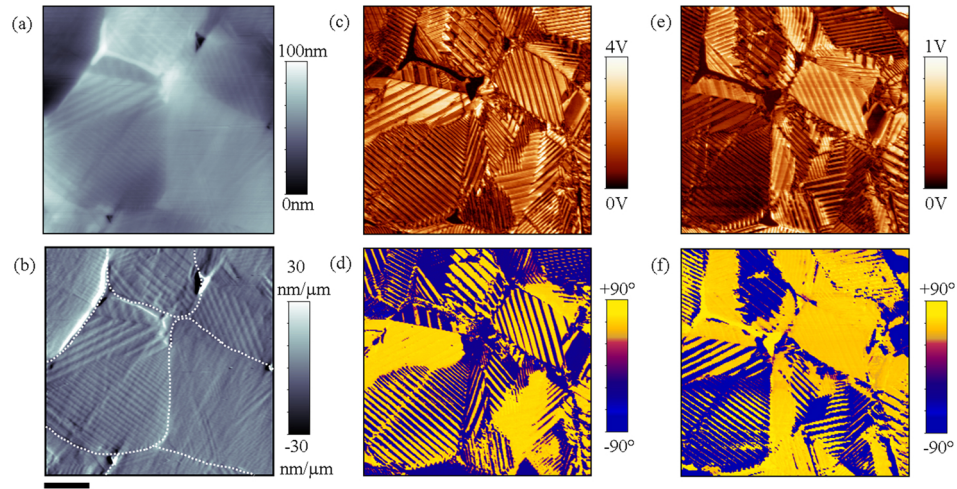 (a)
100nm
0nm
(c)
4V
0V
(e)
1V
0V
(b)
30
nm/μm
-30
nm/μm
(d)
+90°
-90°
(f)
+90°
-90°